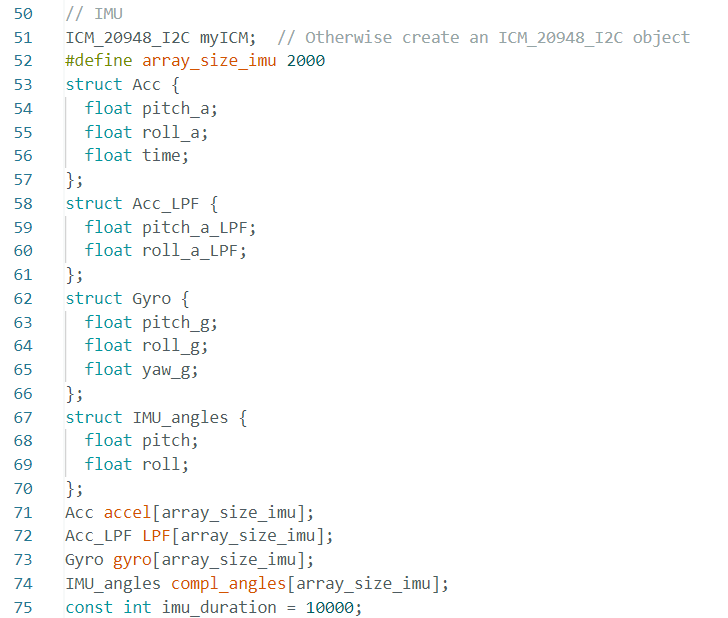 50 // IMU
51 ICM_20948_I2C myICM;  // Otherwise create an ICM_20948_I2C object
52 #define array_size_imu 2000
53 struct Acc {
54   float pitch_a;
55   float roll_a;
56   float time;
57 };
58 struct Acc_LPF {
59   float pitch_a_LPF;
60   float roll_a_LPF;
61 };
62 struct Gyro {
63   float pitch_g;
64   float roll_g;
65   float yaw_g;
66 };
67 struct IMU_angles {
68   float pitch;
69   float roll;
70 };
71 Acc accel[array_size_imu];
72 Acc_LPF LPF[array_size_imu];
73 Gyro gyro[array_size_imu];
74 IMU_angles compl_angles[array_size_imu];
75 const int imu_duration = 10000;